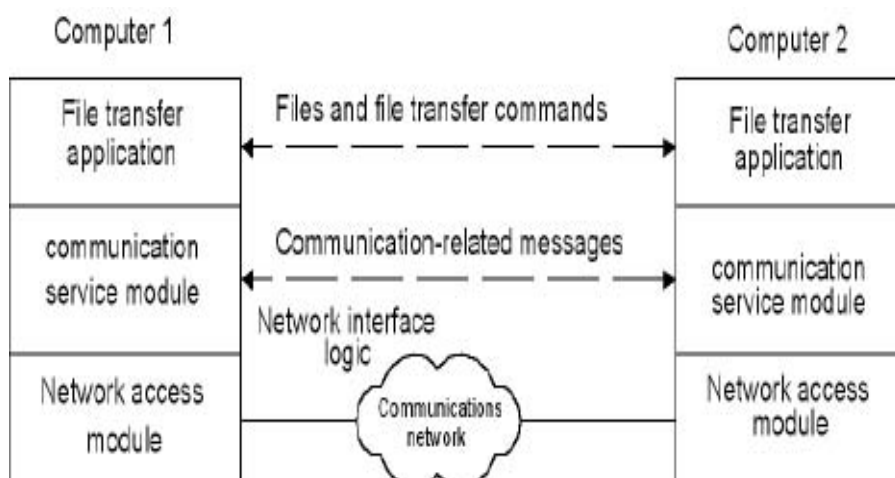 Computer 1
Computer 2
File transfer
application
Files and file transfer commands
File transfer
application
communication
service module
Communication-related messages
communication
service module
Network interface
logic
Network access
module
Communications
network
Network access
module